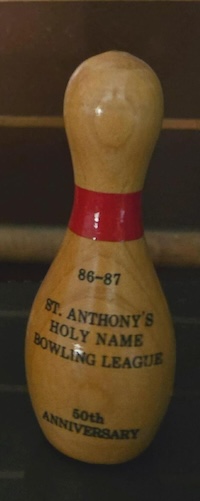 86-87
ST. ANTHONY'S
HOLY NAME
BOWLING LEAGUE
50th
ANNIVERSARY